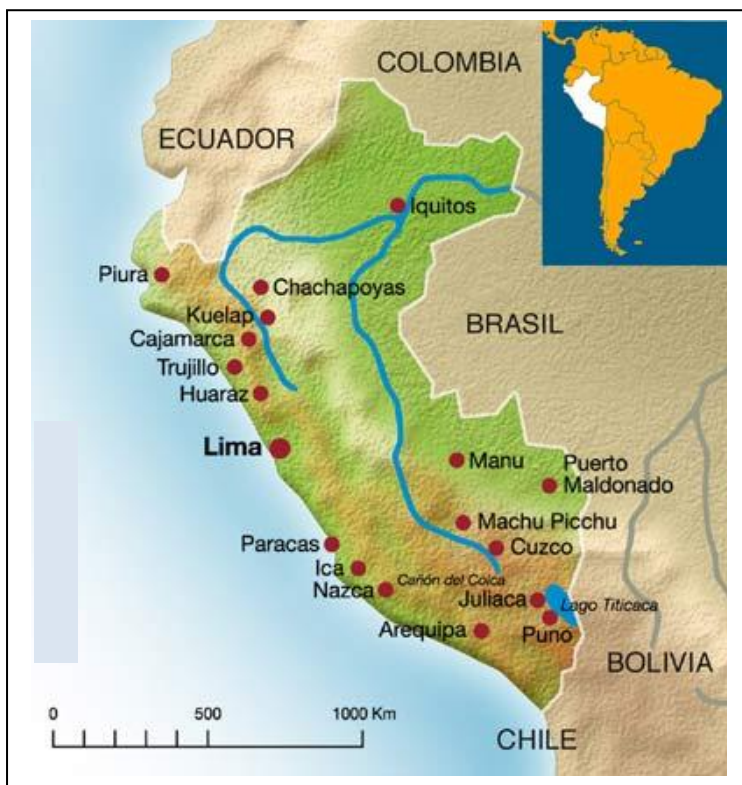 COLOMBIA
ECUADOR
Iquitos
Piura
Chachapoyas
Kuelap
BRASIL
Cajamarca
Trujillo
Huaraz
Lima
Manu
Puerto
Maldonado
Machu Picchu
Paracas
Cuzco
Ica
Cañón del Colca
Nazca
Juliaca
Lago Titicaca
Arequipa
Puno
BOLIVIA
0 500 1000 Km
CHILE